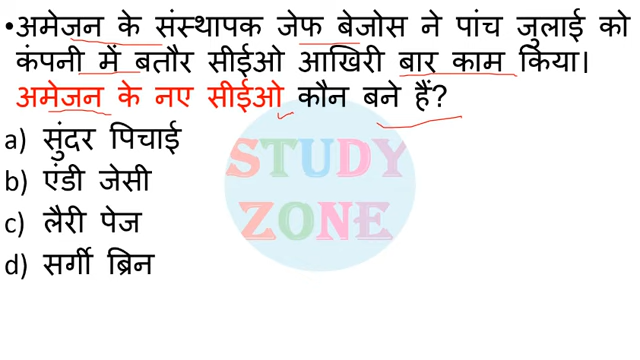 •अमेजन के संस्थापक जेफ बेजोस ने पांच जुलाई को
कंपनी में बतौर सीईओ आखिरी बार काम किया।
अमेजन के नए सीईओ कौन बने हैं?
a) सुंदर पिचाई
b) एंडी जेसी
c) लैरी पेज
d) सर्गी ब्रिन
STUDY
ZONE